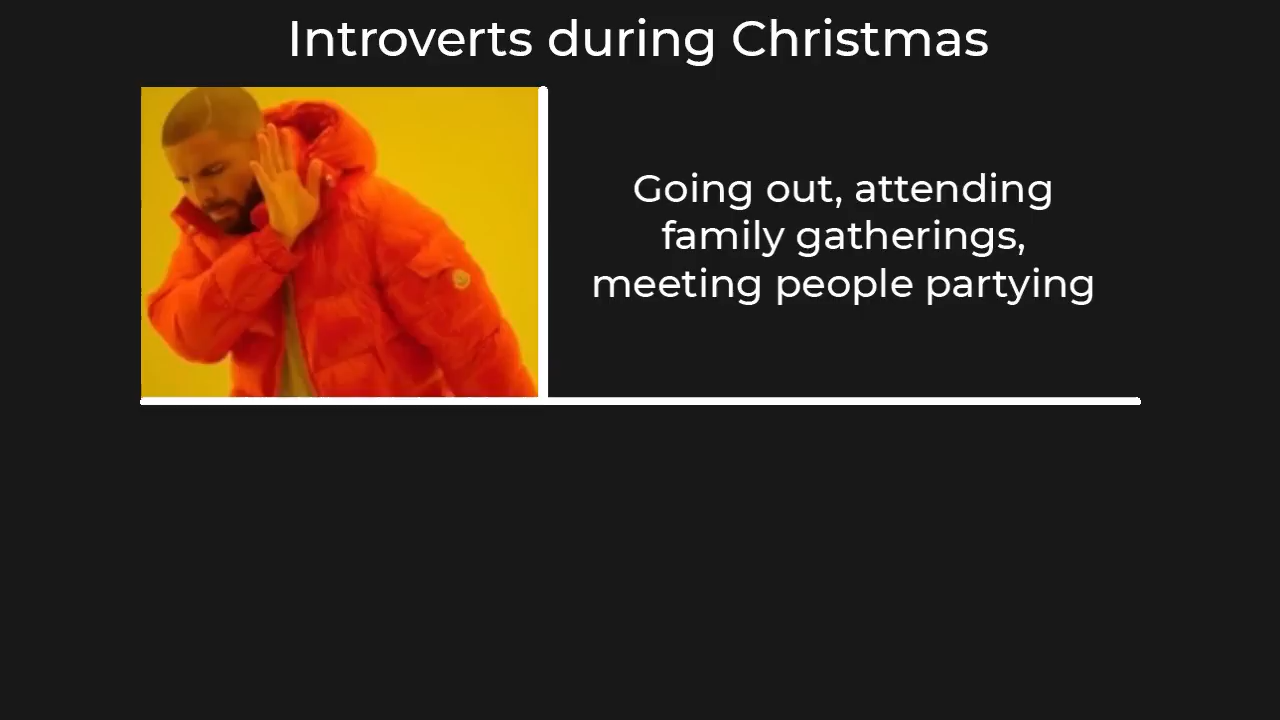 Introverts during Christmas
Going out, attending
family gatherings,
meeting people partying